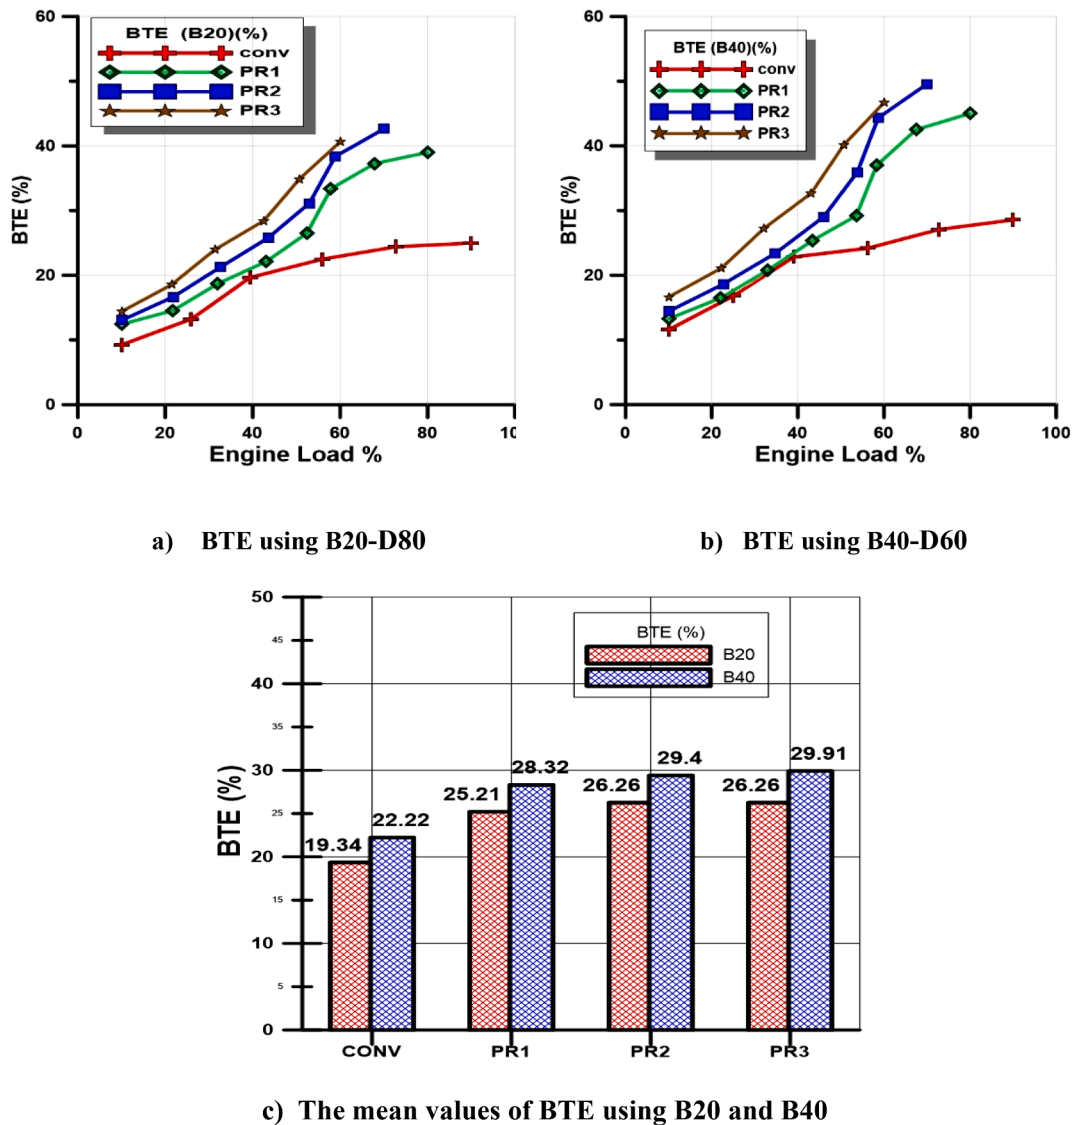 60
40
20
0
BTE (%)
BTE (B20)(%)
conv
PR1
PR2
PR3
0 20 40 60 80 10
Engine Load %
60
40
20
0
BTE (%)
BTE (B40)(%)
conv
PR1
PR2
PR3
0 20 40 60 80 100
Engine Load %
a) BTE using B20-D80
b) BTE using B40-D60
50
45
40
35
30
25
20
15
10
5
0
BTE (%)
BTE (%)
B20
B40
19.34 22.22 25.21 28.32 26.26 29.4 26.26 29.91
CONV PR1 PR2 PR3
c) The mean values of BTE using B20 and B40